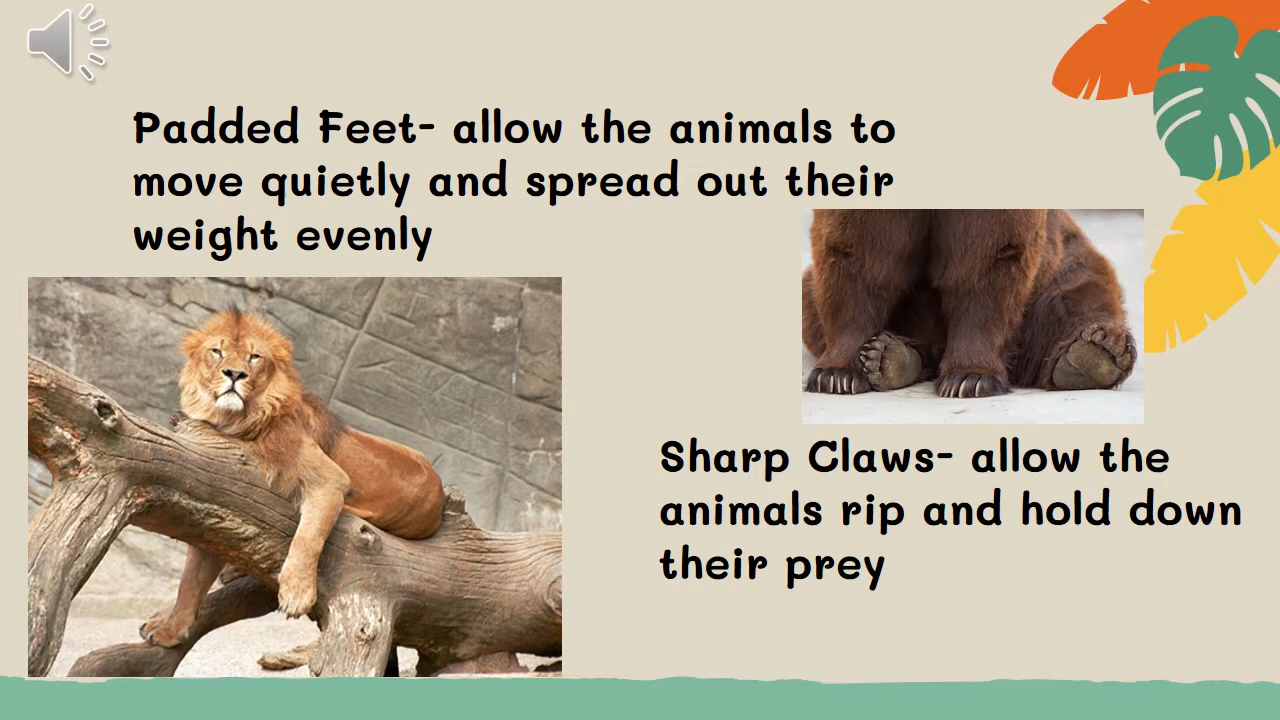 Padded Feet- allow the animals to
move quietly and spread out their
weight evenly
Sharp Claws- allow the
animals rip and hold down
their prey